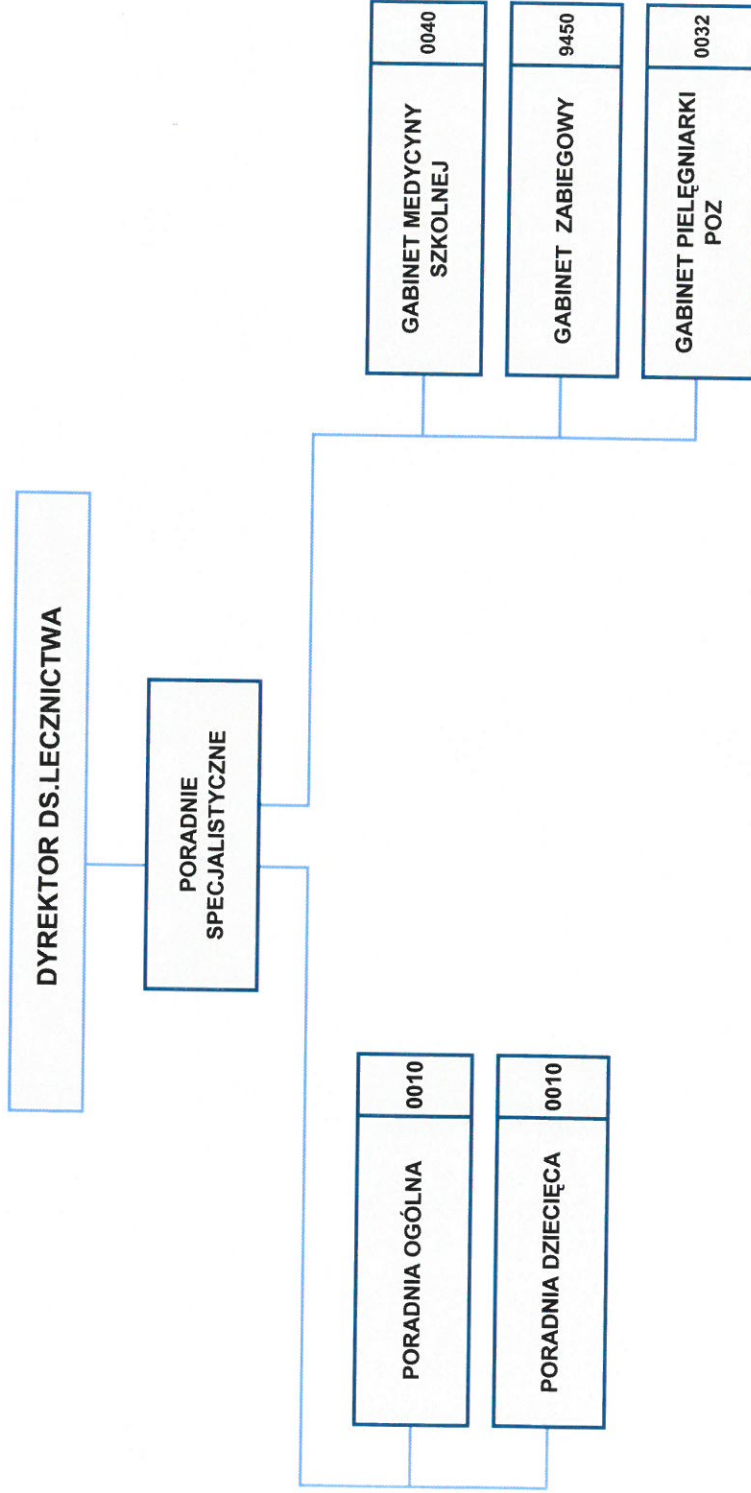 DYREKTOR DS.LECZNICTWA
PORADNIE
SPECJALISTYCZNE
PORADNIA OGÓLNA 0010
PORADNIA DZIECIĘCA 0010
GABINET MEDYCYNY
SZKOLNEJ
0040
GABINET ZABIEGOWY 9450
GABINET PIELĘGNIARKI
POZ
0032